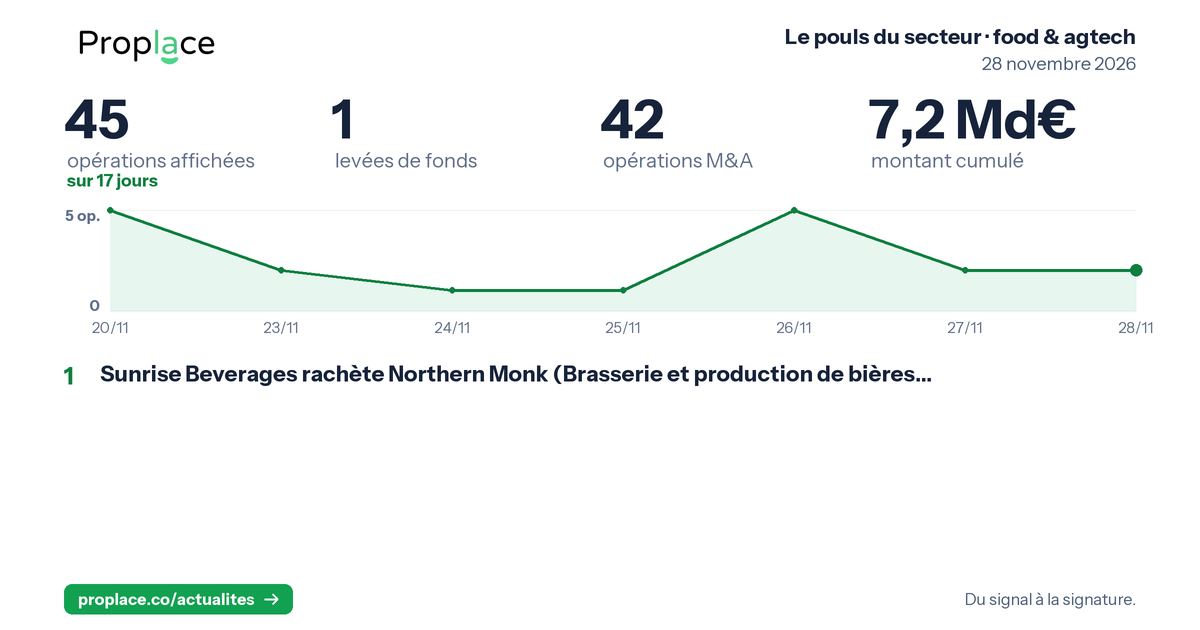 Proplace
Le pouls du secteur · food & agtech
28 novembre 2026
45
opérations affichées
sur 17 jours
1
levées de fonds
42
opérations M&A
7,2 Md€
montant cumulé
5 op.
0
20/11 23/11 24/11 25/11 26/11 27/11 28/11
1 Sunrise Beverages rachète Northern Monk (Brasserie et production de bières...
proplace.co/actualites →
Du signal à la signature.